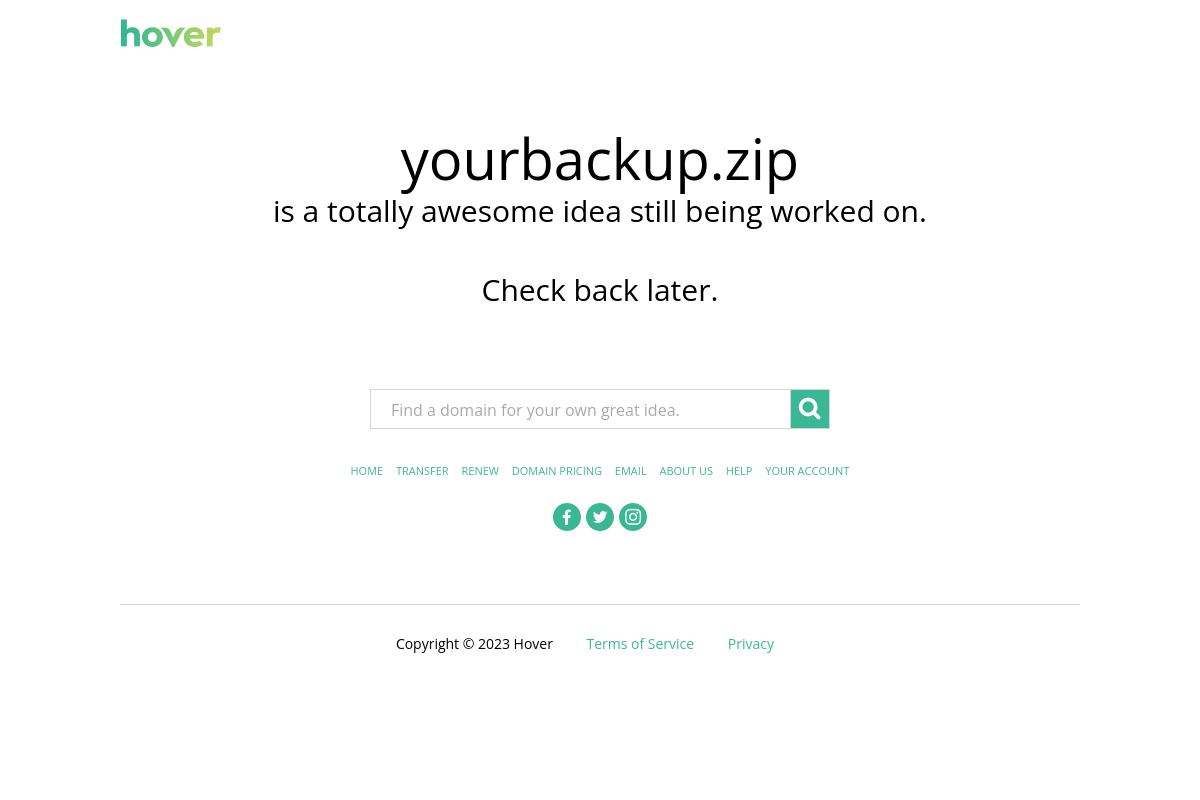 hover
yourbackup.zip
is a totally awesome idea still being worked on.
Check back later.
Find a domain for your own great idea.
HOME TRANSFER RENEW DOMAIN PRICING EMAIL ABOUT US HELP YOUR ACCOUNT
Copyright © 2023 Hover Terms of Service Privacy